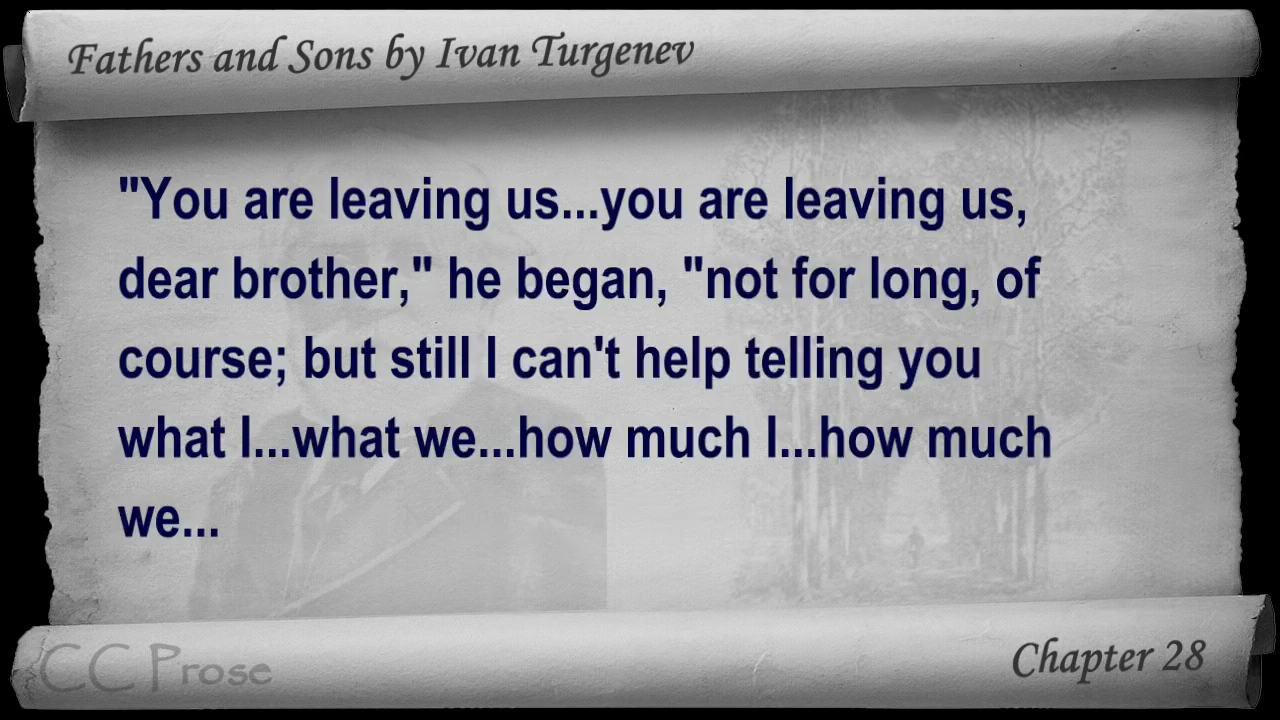 Fathers and Sons by Ivan Turgenev
"You are leaving us...you are leaving us,
dear brother," he began, "not for long, of
course; but still I can't help telling you
what I...what we...how much I...how much
we...
CC Prose
Chapter 28